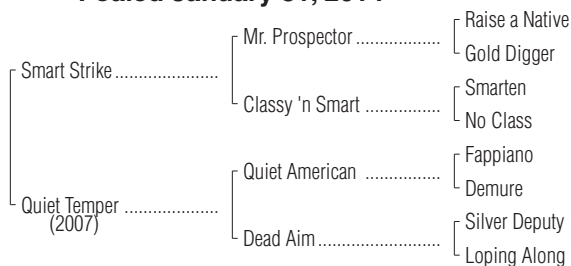 Foaled January 31,
Raise a Native
Mr. Prospector ..................
Gold Digger
Smart Strike ......................
Smarten
Classy 'n Smart ................
No Class
Fappiano
Quiet American ................
Demure
Quiet Temper ....................
(2007)
Silver Deputy
Dead Aim..........................
Loping Along